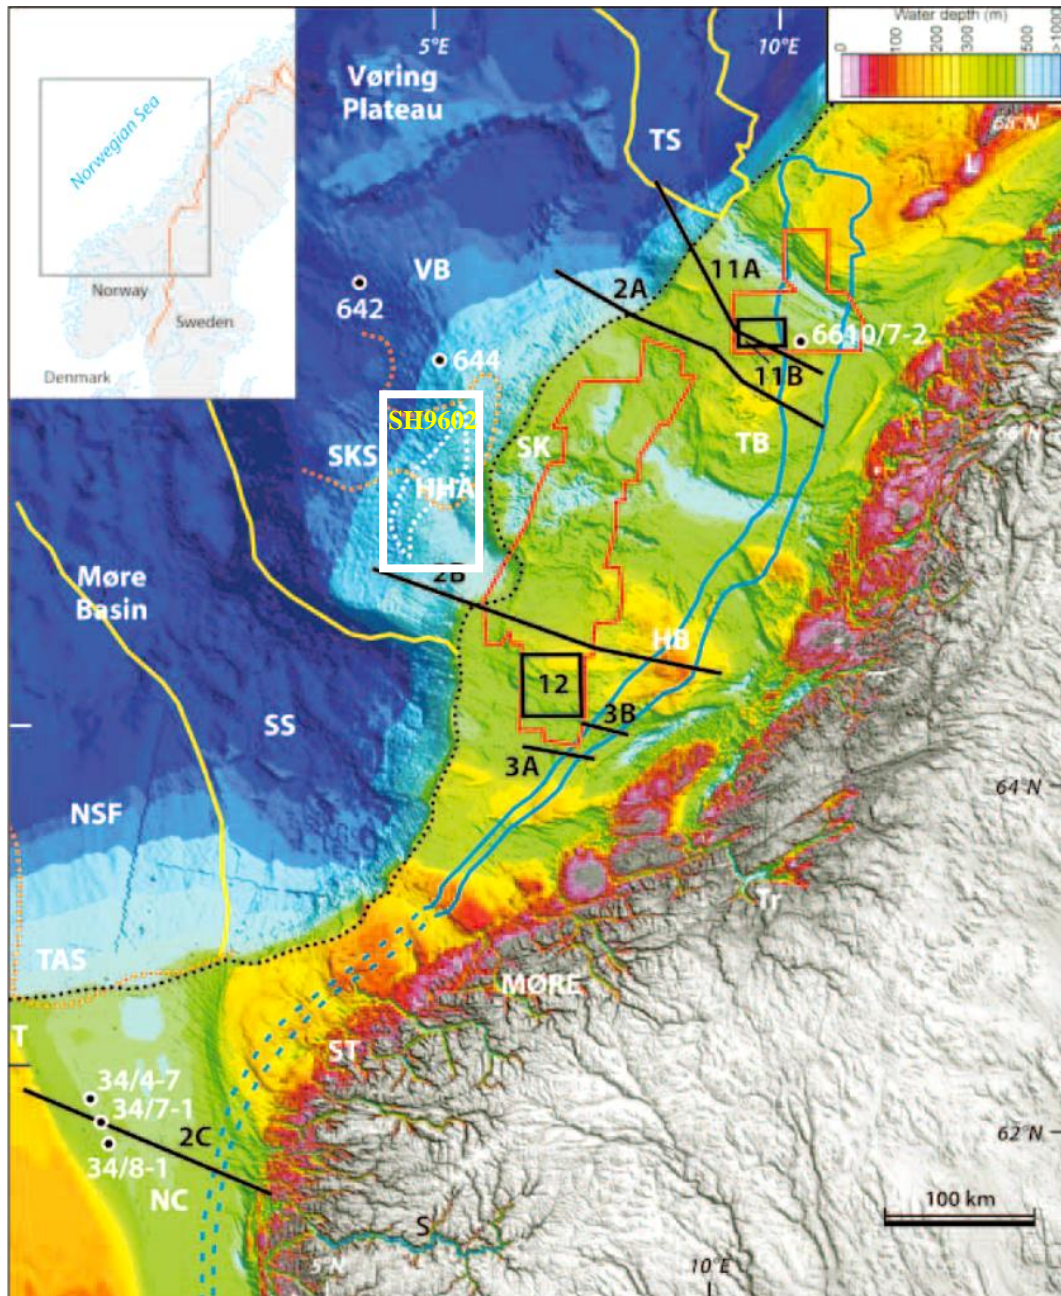 Water depth (m)
0
100
200
300
500
1000
5°E
10°E
Vøring
Plateau
TS
68°N
L
Norwegian Sea
VB
2A
11A
Norway
642
6610/7-2
Sweden
644
11B
Denmark
SH9602
SK
TB
SKS
HHA
2B
Møre
Basin
HB
12
SS
3B
3A
64°N
NSF
Tr
TAS
MØRE
T
ST
34/4-7
34/7-1
2C
62°N
34/8-1
NC
100 km
S
10°E